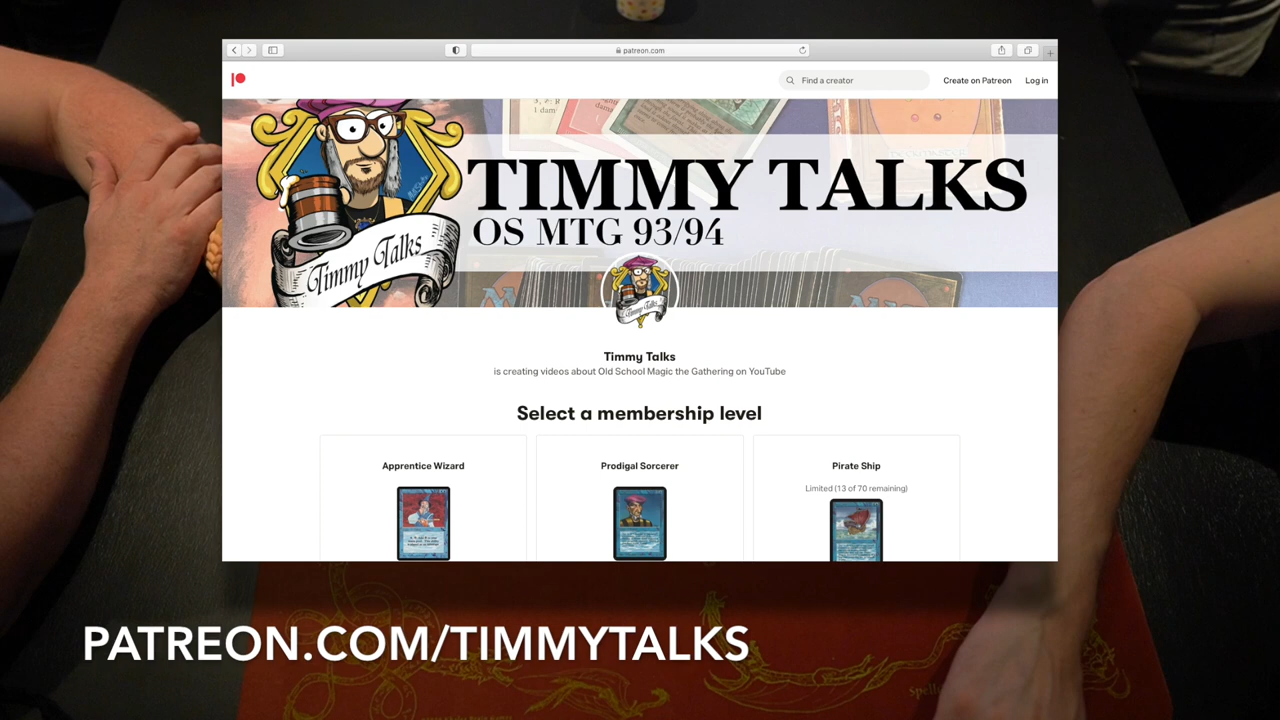 patreon.com
Find a creator
Create on Patreon
Log in
TIMMY TALKS
OS MTG 93/94
Timmy Talks
Timmy Talks
is creating videos about Old School Magic the Gathering on YouTube
Select a membership level
Apprentice Wizard
Prodigal Sorcerer
Pirate Ship
Limited (13 of 70 remaining)
PATREON.COM/TIMMYTALKS